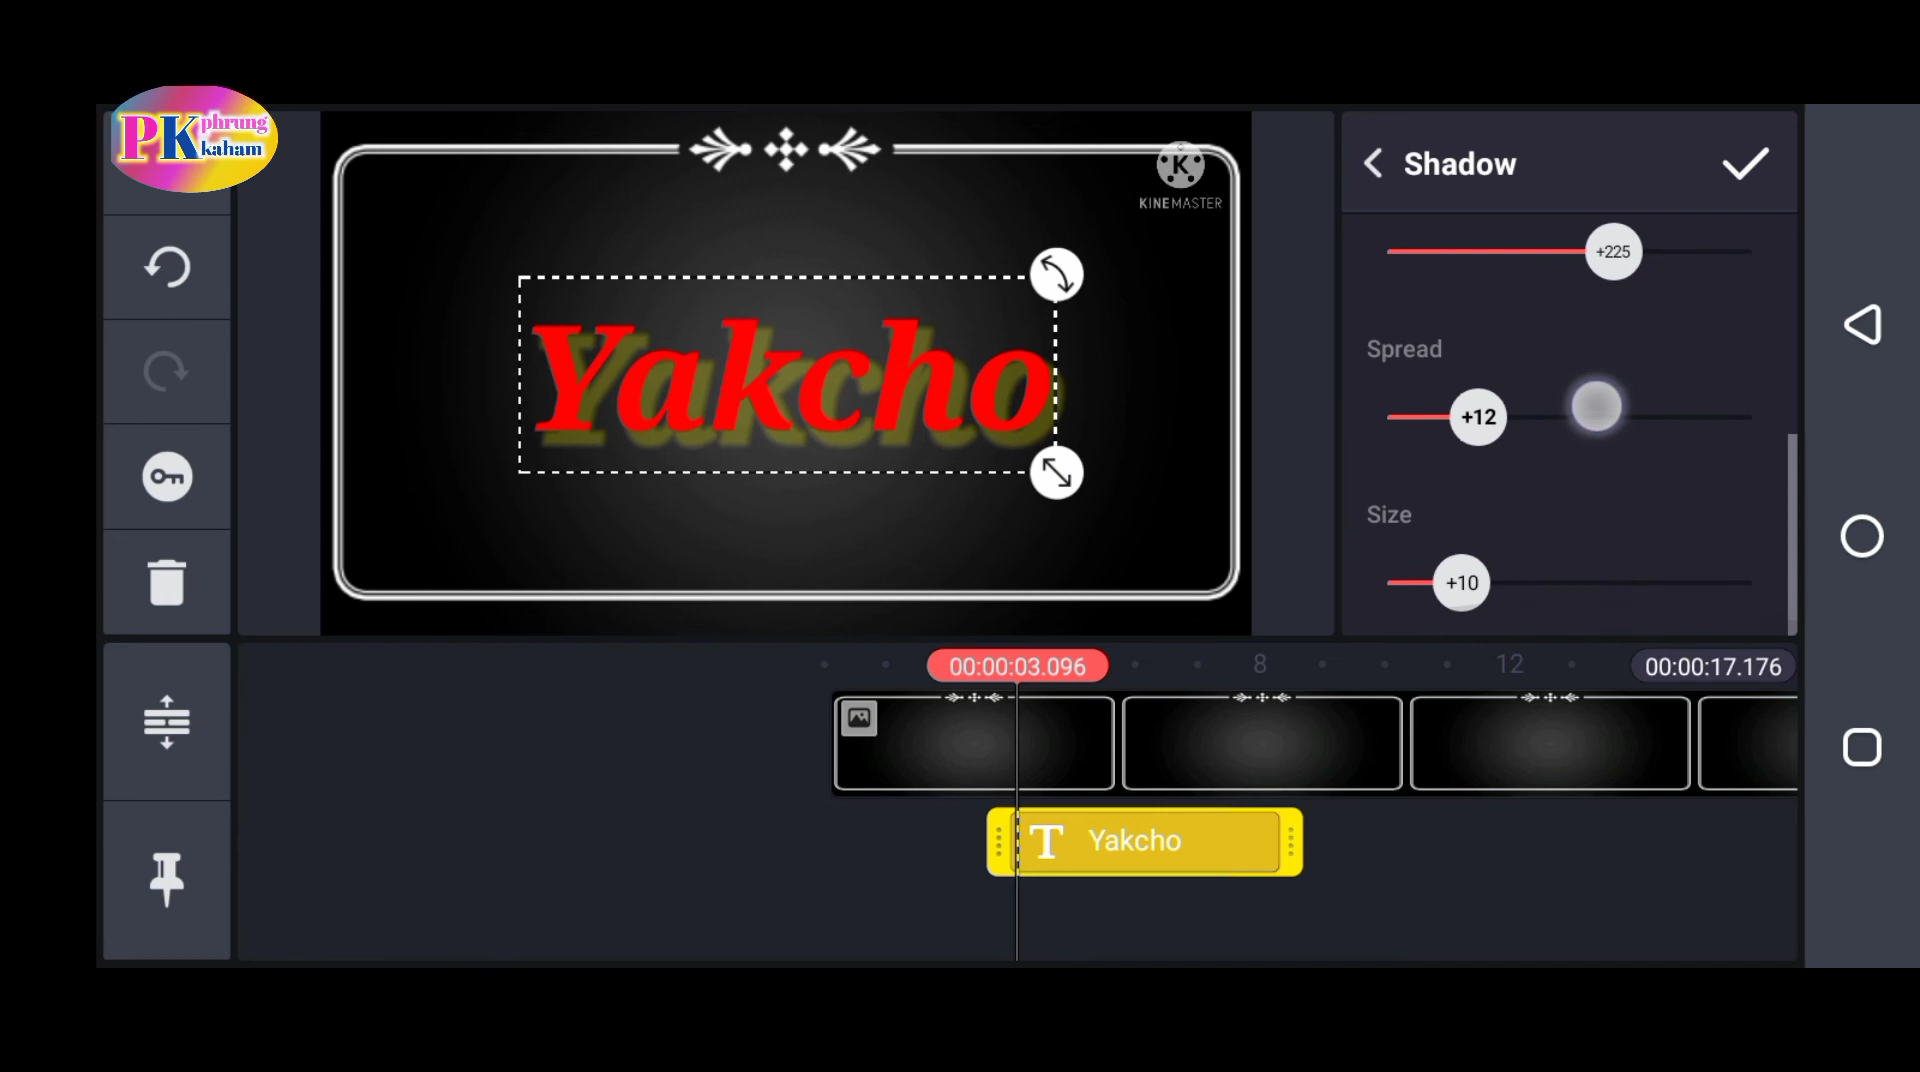 PK phrung
kaham
K
KINEMASTER
Yakcho
Shadow
+225
Spread
+12
Size
+10
00:00:03.096
8
12
00:00:17.176
T Yakcho